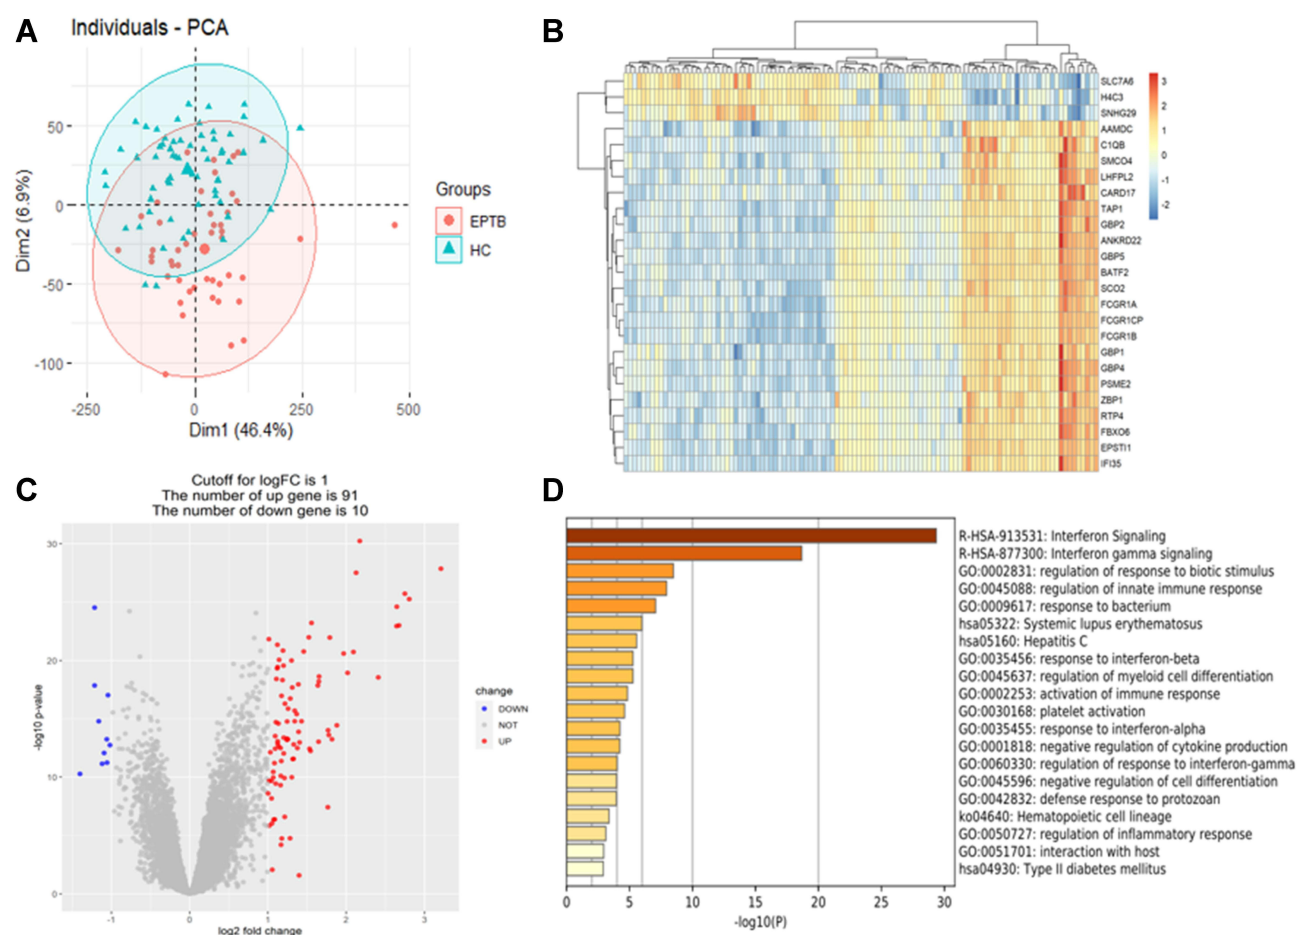 A
Individuals - PCA
Dim2 (6.9%)
50
0
-50
-100
-250
0
250
500
Dim1 (46.4%)
Groups
EPTB
HC
B
SLC7A6
H4C3
SNHG29
AAMDC
C1QB
SMCO4
LHFPL2
CARD17
TAP1
GBP2
ANKRD22
GBP5
BATF2
SCO2
FCGR1A
FCGR1CP
FCGR1B
GBP1
GBP4
PSME2
ZBP1
RTP4
FBXO6
EPSTI1
IFI35
3
2
1
0
-1
-2
C
Cutoff for logFC is 1
The number of up gene is 91
The number of down gene is 10
-log10 p-value
30
20
10
0
-1
0
1
2
3
log2 fold change
change
DOWN
NOT
UP
D
R-HSA-913531: Interferon Signaling
R-HSA-877300: Interferon gamma signaling
GO:0002831: regulation of response to biotic stimulus
GO:0045088: regulation of innate immune response
GO:0009617: response to bacterium
hsa05322: Systemic lupus erythematosus
hsa05160: Hepatitis C
GO:0035456: response to interferon-beta
GO:0045637: regulation of myeloid cell differentiation
GO:0002253: activation of immune response
GO:0030168: platelet activation
GO:0035455: response to interferon-alpha
GO:0001818: negative regulation of cytokine production
GO:0060330: regulation of response to interferon-gamma
GO:0045596: negative regulation of cell differentiation
GO:0042832: defense response to protozoan
ko04640: Hematopoietic cell lineage
GO:0050727: regulation of inflammatory response
GO:0051701: interaction with host
hsa04930: Type II diabetes mellitus
0
5
10
15
20
25
30
-log10(P)